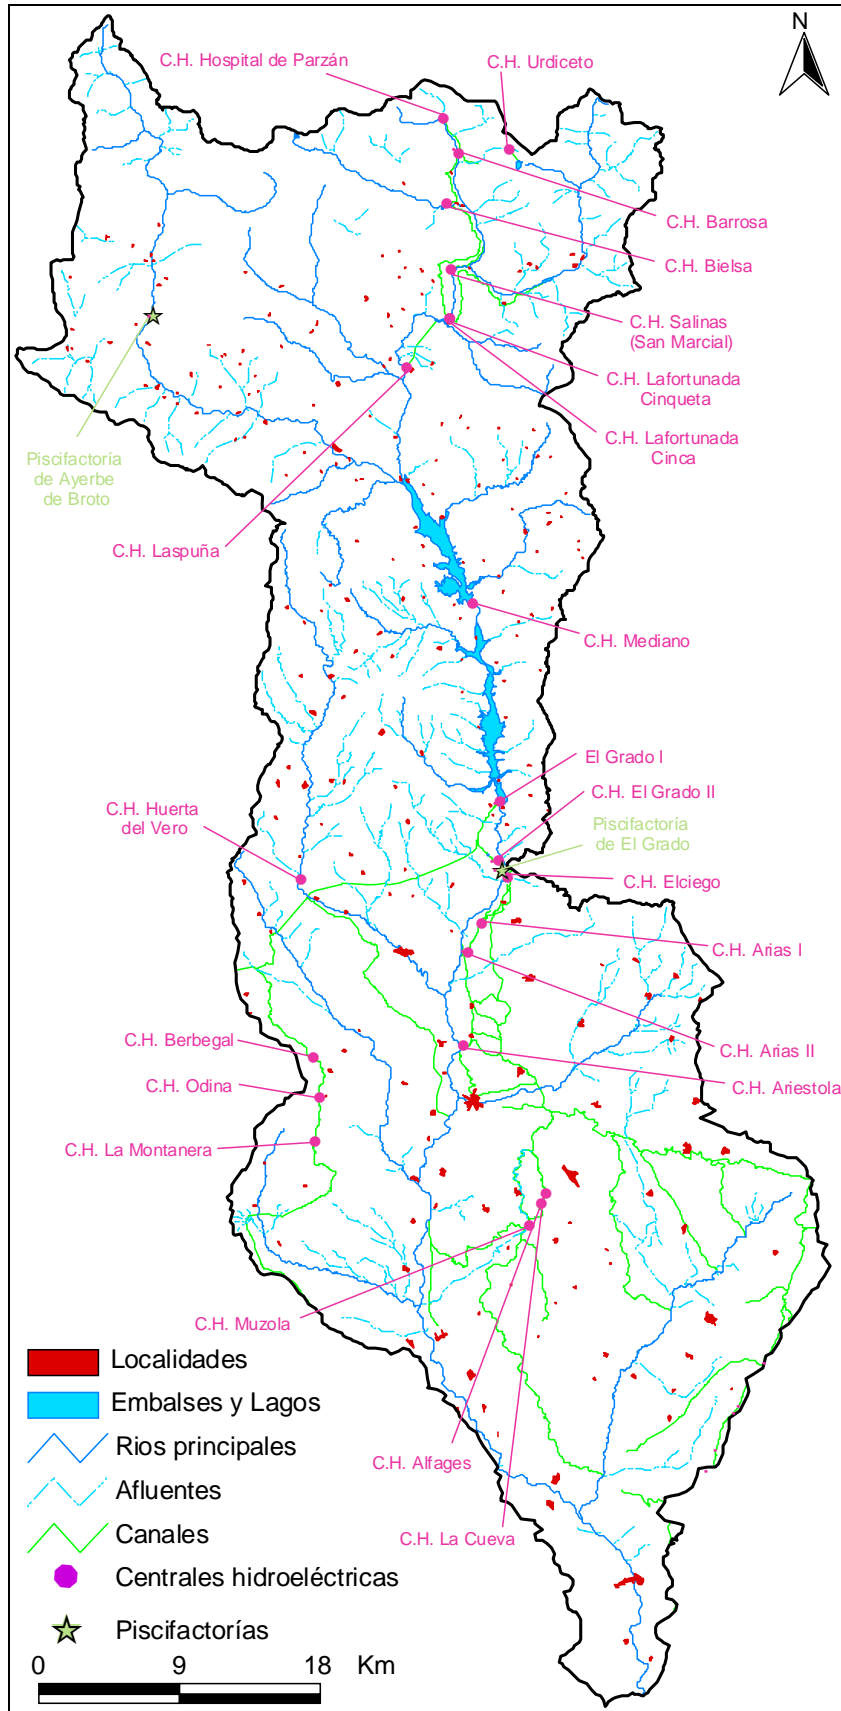 N
C.H. Hospital de Parzán
C.H. Urdiceto
C.H. Barrosa
C.H. Bielsa
C.H. Salinas
(San Marcial)
C.H. Lafortunada
Cinqueta
C.H. Lafortunada
Cinca
Piscifactoría
de Ayerbe
de Broto
C.H. Laspuña
C.H. Mediano
El Grado I
C.H. El Grado II
C.H. Huerta
del Vero
Piscifactoría
de El Grado
C.H. Elciego
C.H. Arias I
C.H. Berbegal
C.H. Arias II
C.H. Odina
C.H. Ariestola
C.H. La Montanera
C.H. Muzola
Localidades
Embalses y Lagos
Rios principales
C.H. Alfages
Afluentes
Canales
C.H. La Cueva
Centrales hidroeléctricas
Piscifactorías
0 9 18 Km